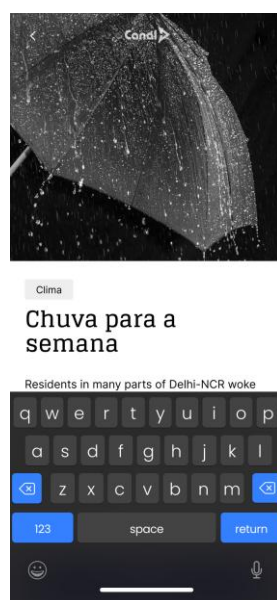 Canal
Clima
Chuva para a
semana
Residents in many parts of Delhi-NCR woke
q w e r t y u i o p
a s d f g h j k l
z x c v b n m
123 space return